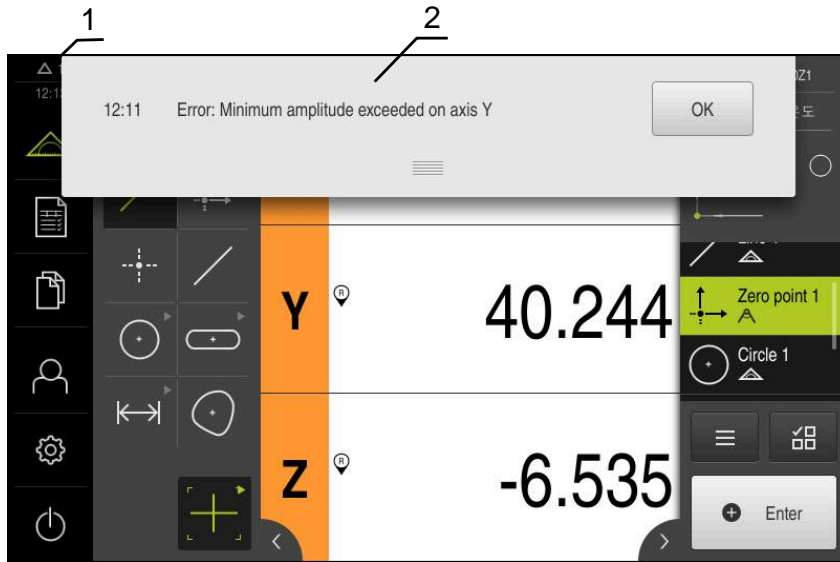 1
2
12:11 Error: Minimum amplitude exceeded on axis Y OK
Y R 40.244
Zero point 1
Circle 1
Z R -6.535
Enter